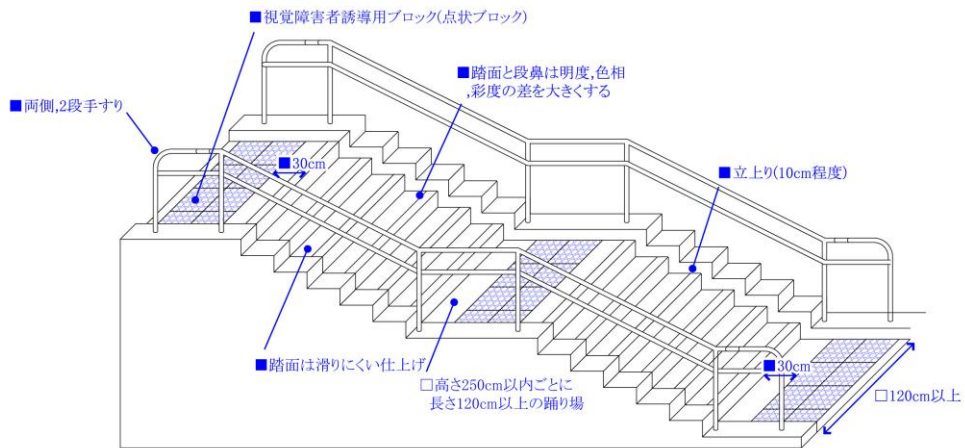 ■視覚障害者誘導用ブロック(点状ブロック)
■踏面と段鼻は明度,色相
,彩度の差を大きくする
■両側,2段手すり
■30cm
■立上り(10cm程度)
■踏面は滑りにくい仕上げ
□高さ250cm以内ごとに
長さ120cm以上の踊り場
■30cm
□120cm以上